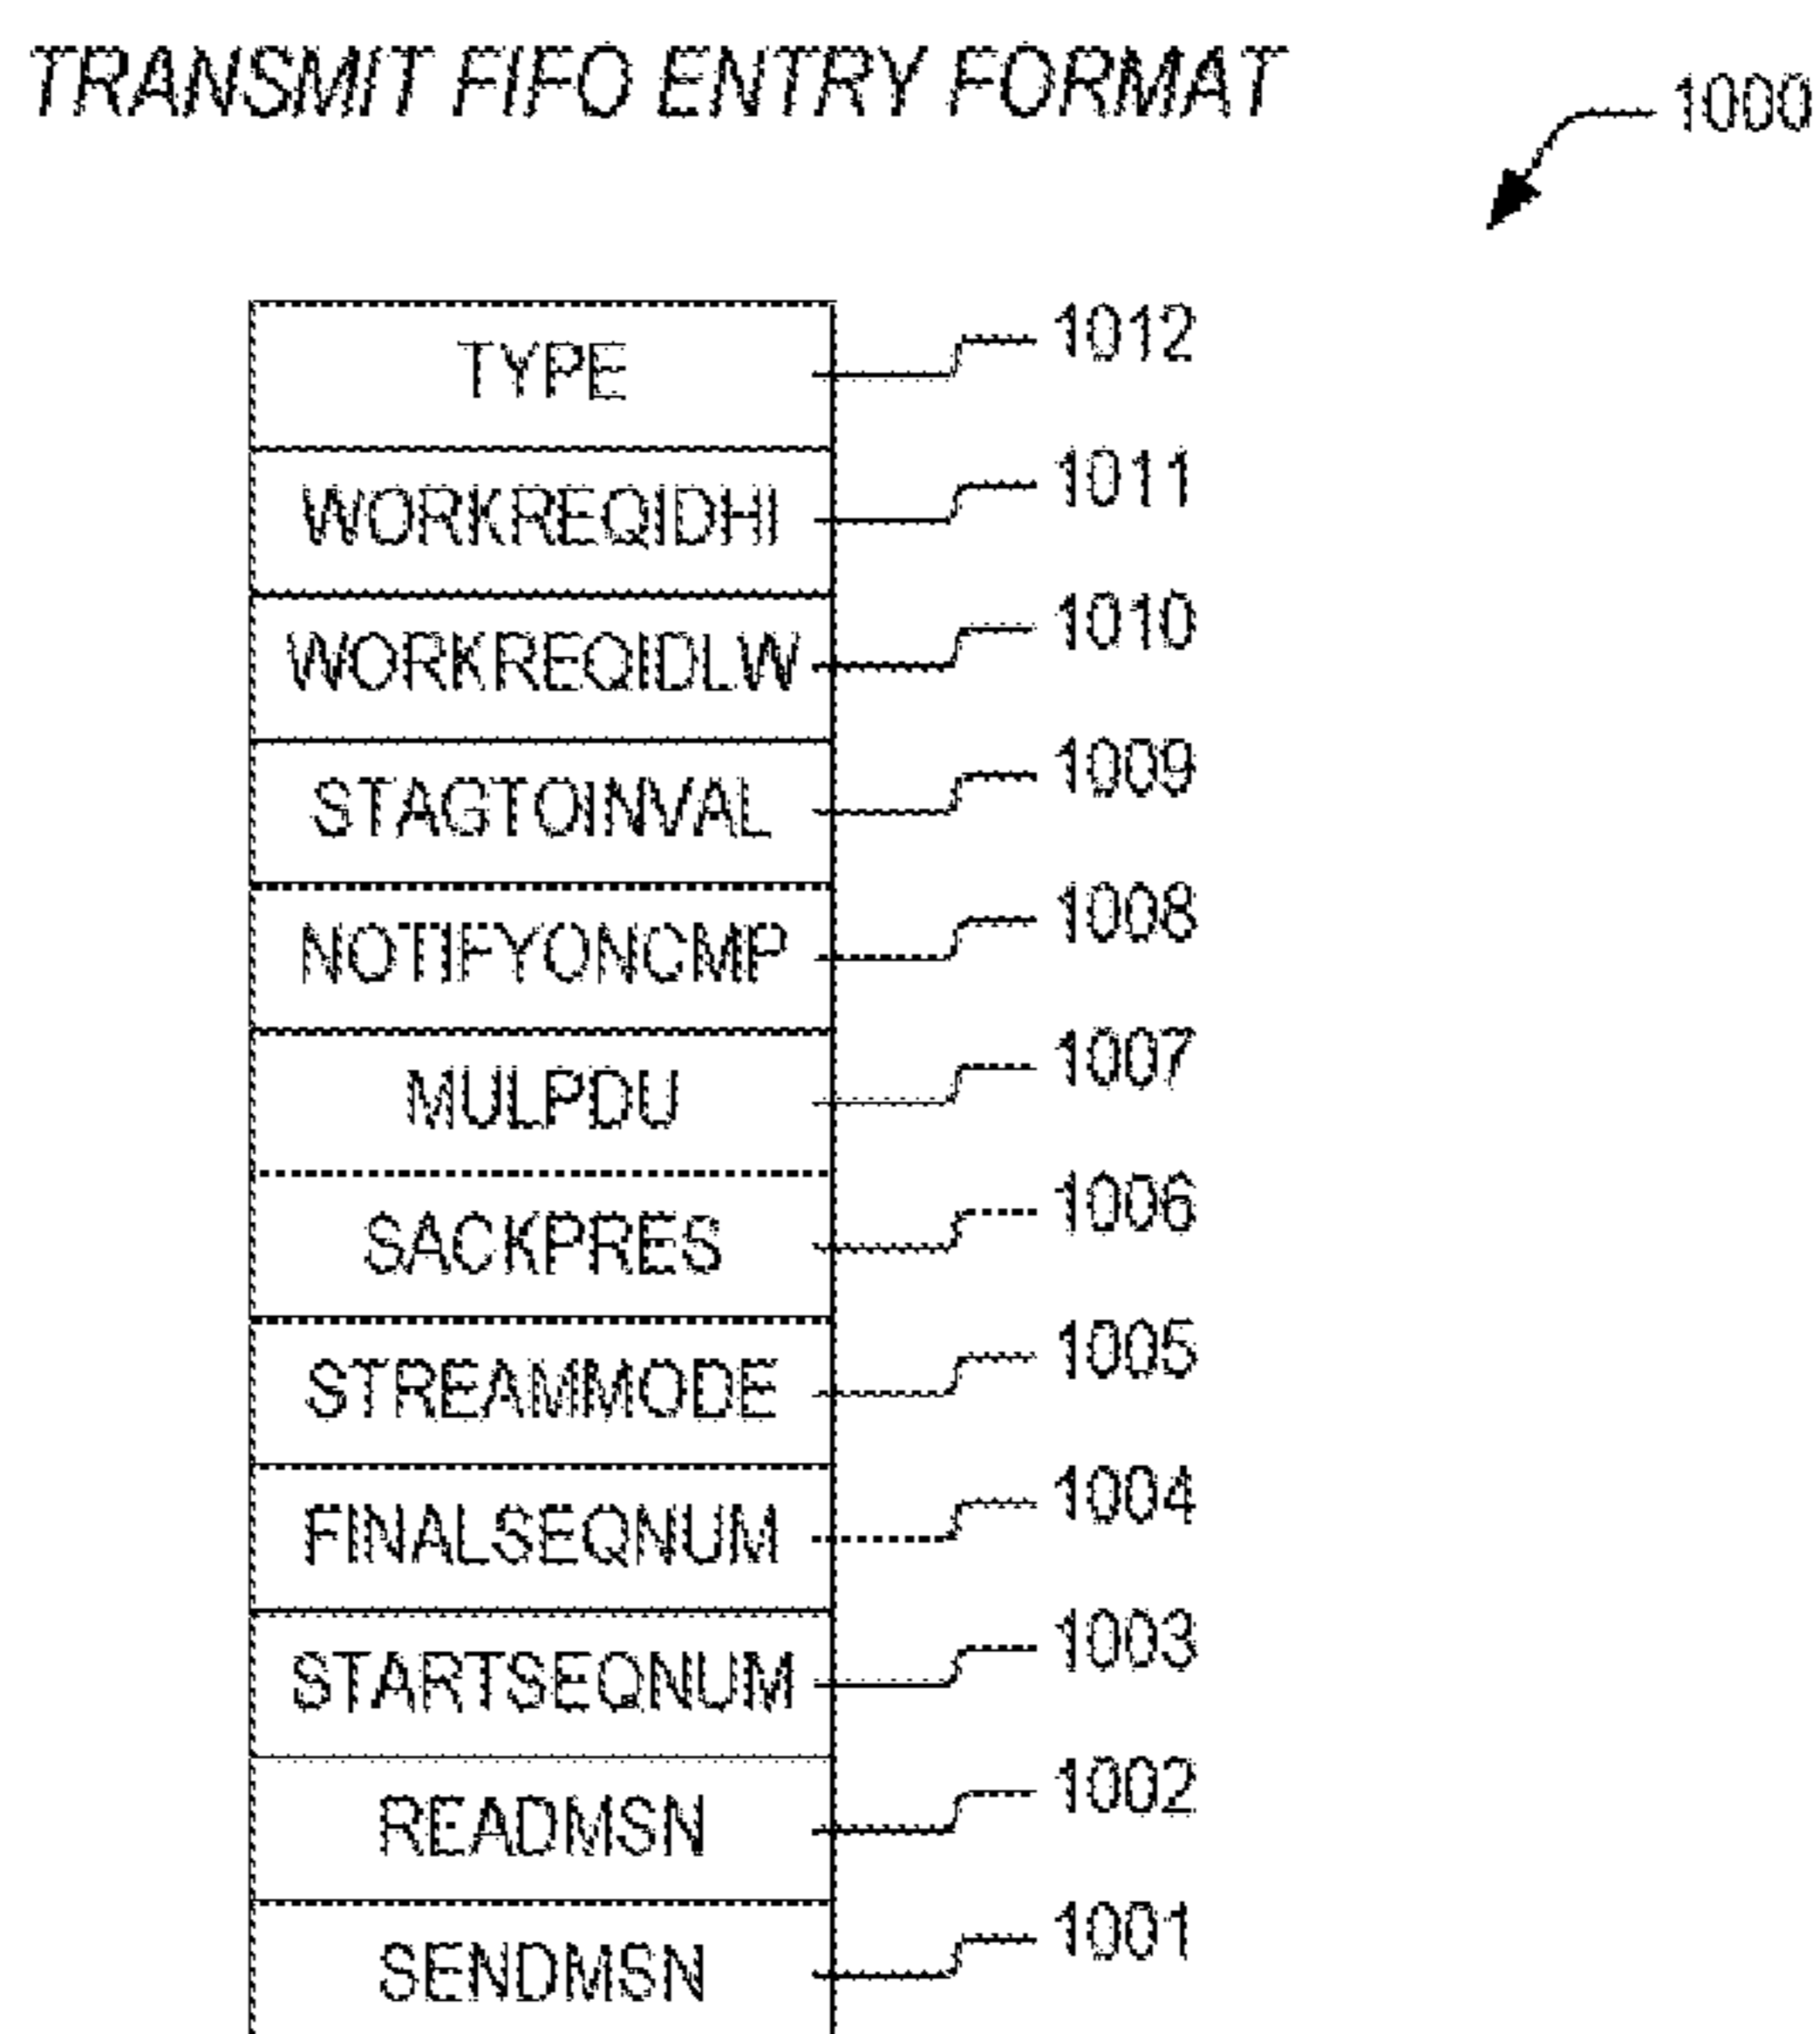 TRANSMIT FIFO ENTRY FORMAT
1000
TYPE 1012
WORKREQIDHI 1011
WORKREQIDLW 1010
STAGTOINVAL 1009
NOTIFYONCMP 1008
MULPDU 1007
SACKPRES 1006
STREAMMODE 1005
FINALSEQNUM 1004
STARTSEQNUM 1003
READMSN 1002
SENDMSN 1001